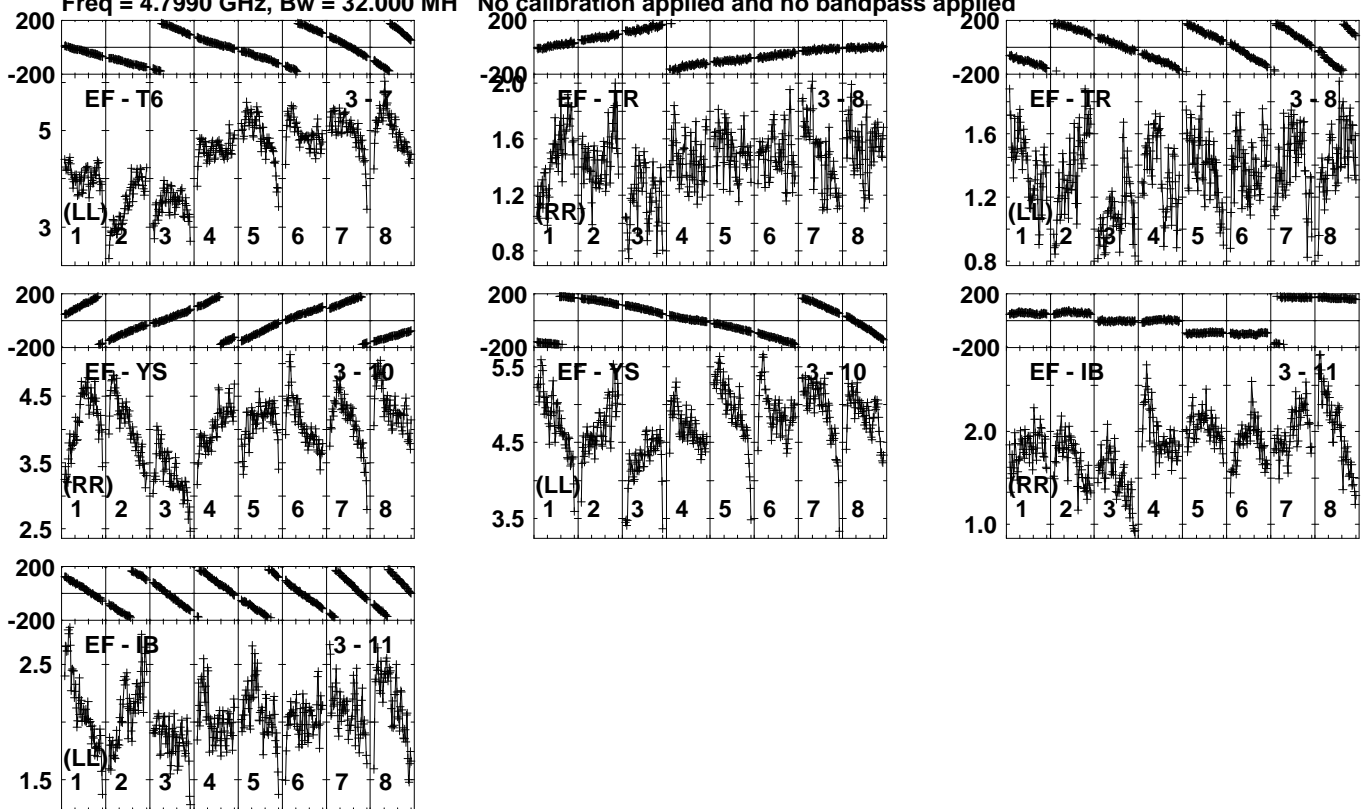 Freq = 4.7990 GHz, Bw = 32.000 MH   No calibration applied and no bandpass applied
200
-200
EF - T6 3 - 7
5
3
(LL)
1 2 3 4 5 6 7 8
200
-200
2.0
EF - TR 3 - 8
1.6
1.2
0.8
(RR)
1 2 3 4 5 6 7 8
200
-200
EF - TR 3 - 8
1.6
1.2
0.8
(LL)
1 2 3 4 5 6 7 8
200
-200
EF - YS 3 - 10
4.5
3.5
2.5
(RR)
1 2 3 4 5 6 7 8
200
-200
5.5
EF - YS 3 - 10
4.5
3.5
(LL)
1 2 3 4 5 6 7 8
200
-200
EF - IB 3 - 11
2.0
1.0
(RR)
1 2 3 4 5 6 7 8
200
-200
EF - IB 3 - 11
2.5
1.5
(LL)
1 2 3 4 5 6 7 8